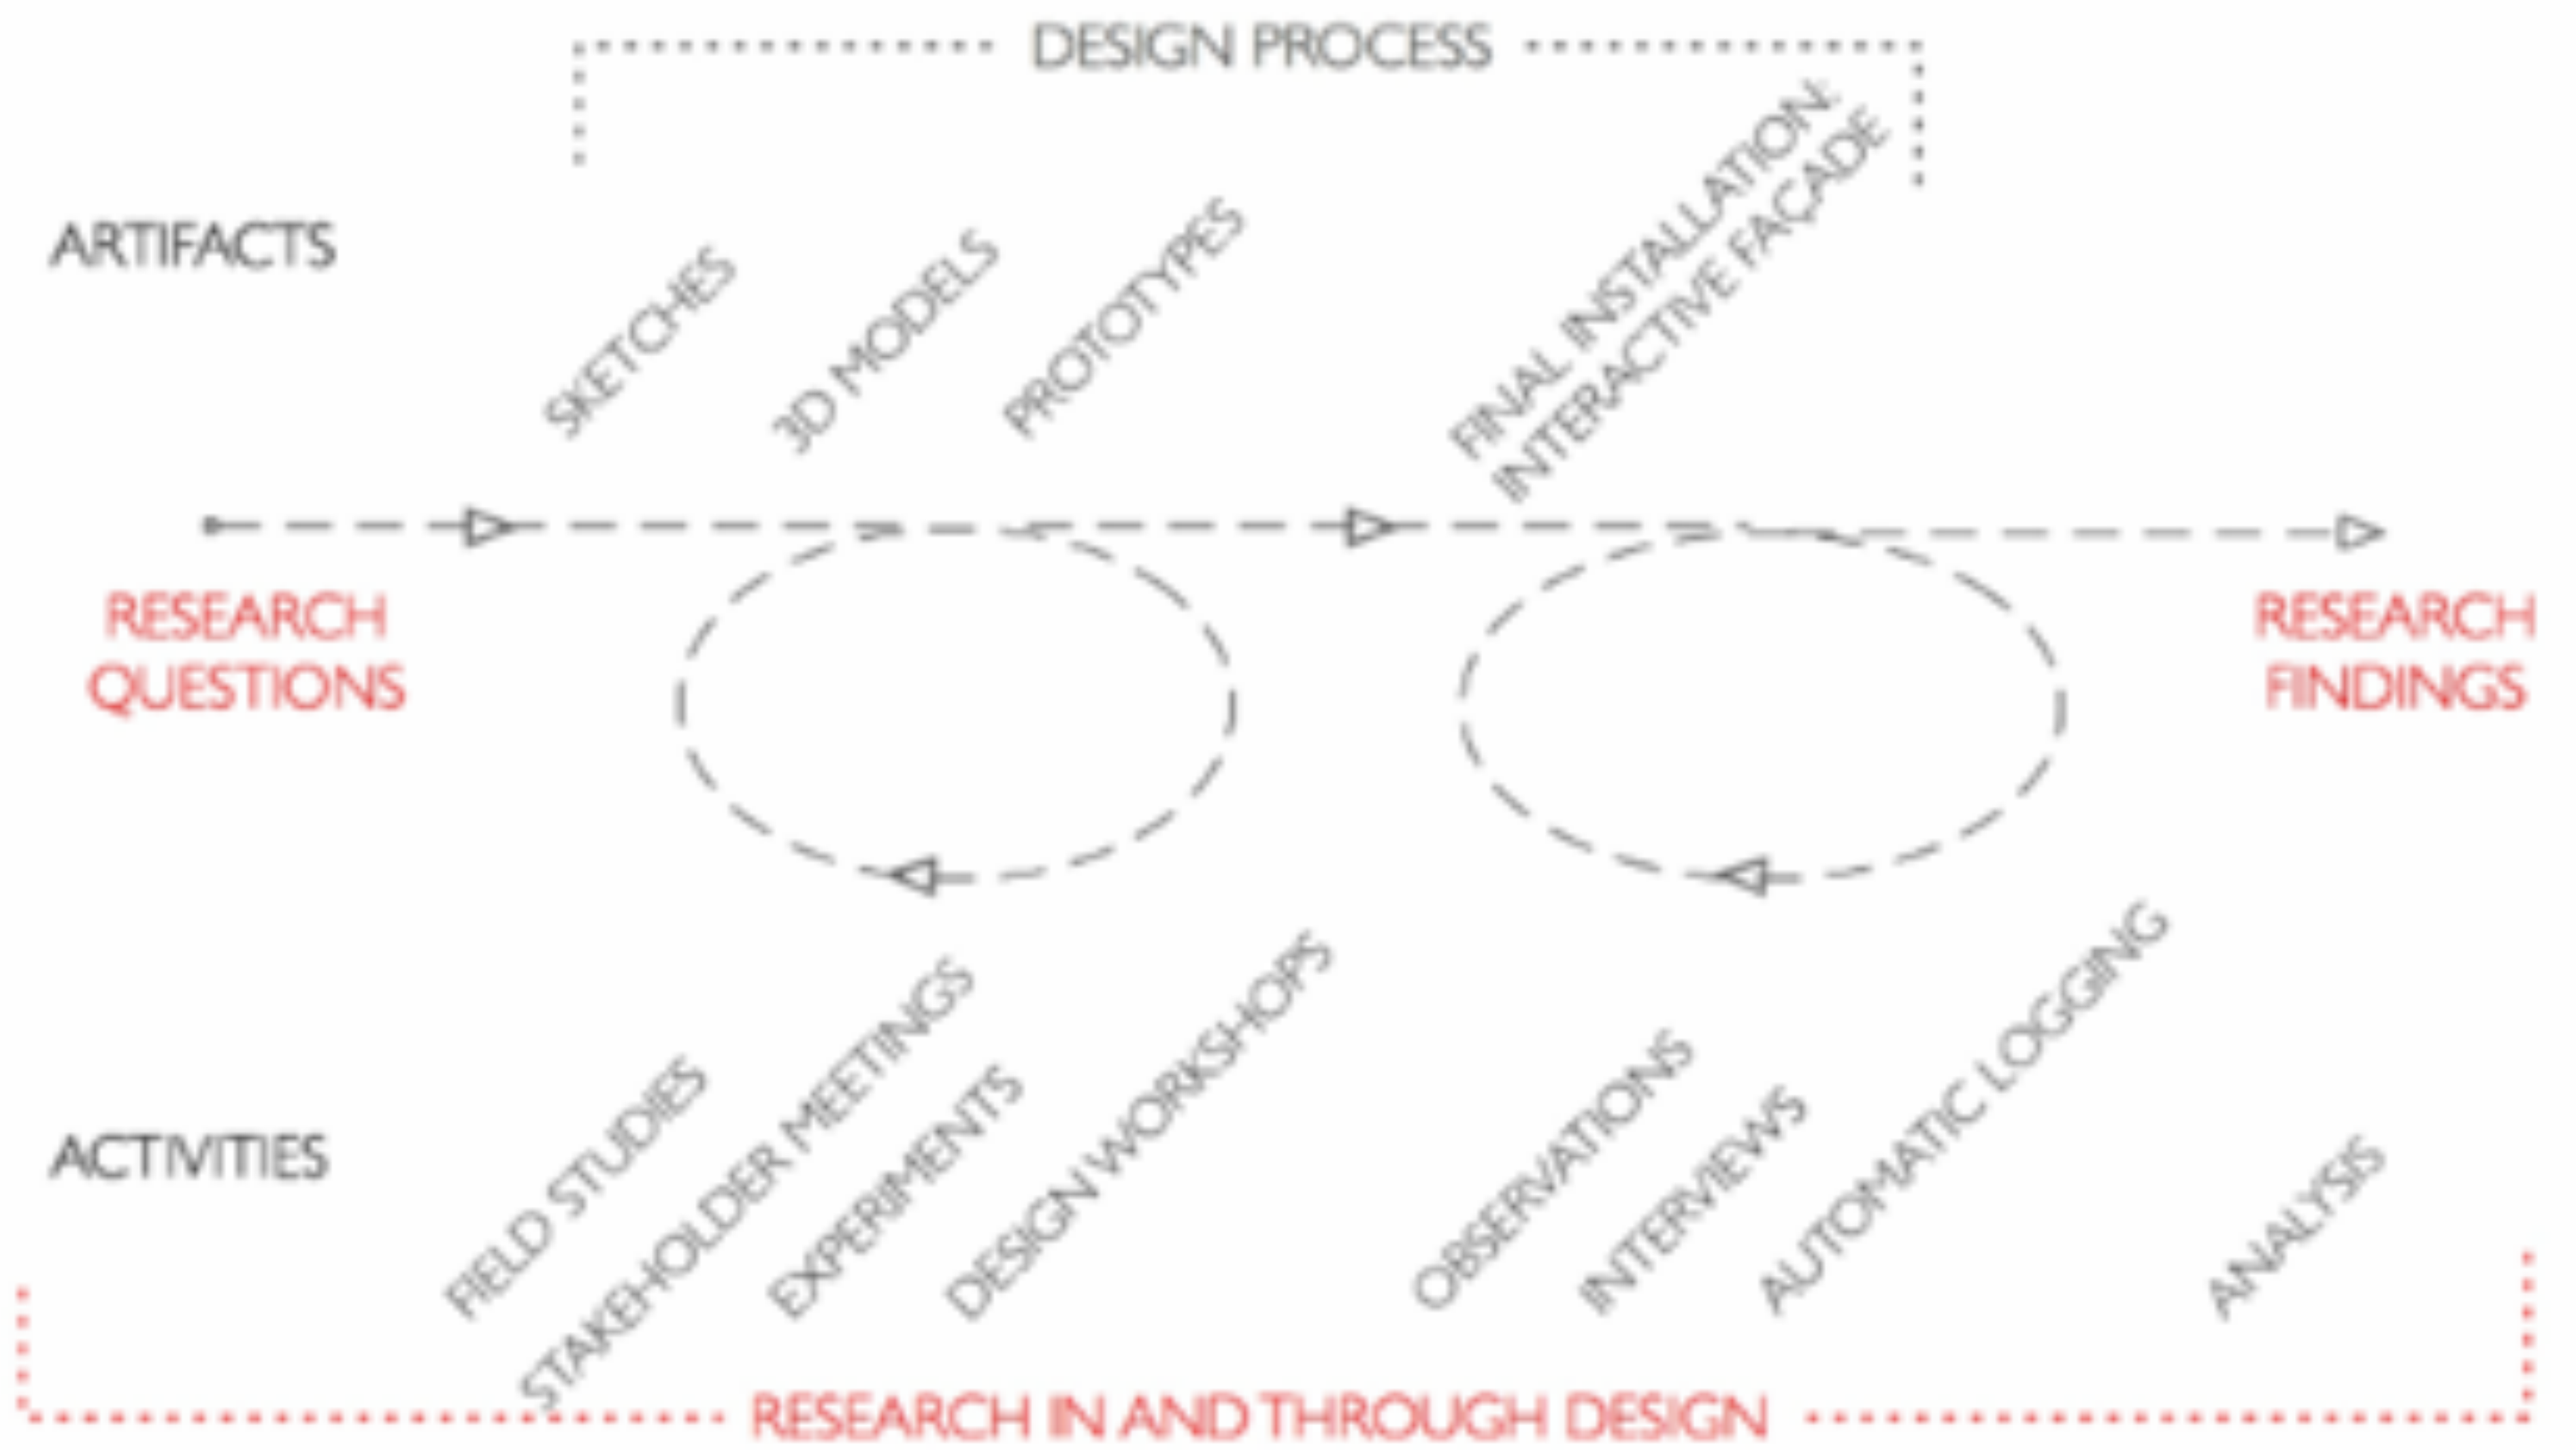 DESIGN PROCESS
ARTIFACTS
SKETCHES
3D MODELS
PROTOTYPES
FINAL INSTALLATION:
INTERACTIVE FAÇADE
RESEARCH
QUESTIONS
RESEARCH
FINDINGS
ACTIVITIES
FIELD STUDIES
STAKEHOLDER MEETINGS
EXPERIMENTS
DESIGN WORKSHOPS
OBSERVATIONS
INTERVIEWS
AUTOMATIC LOGGING
ANALYSIS
RESEARCH IN AND THROUGH DESIGN